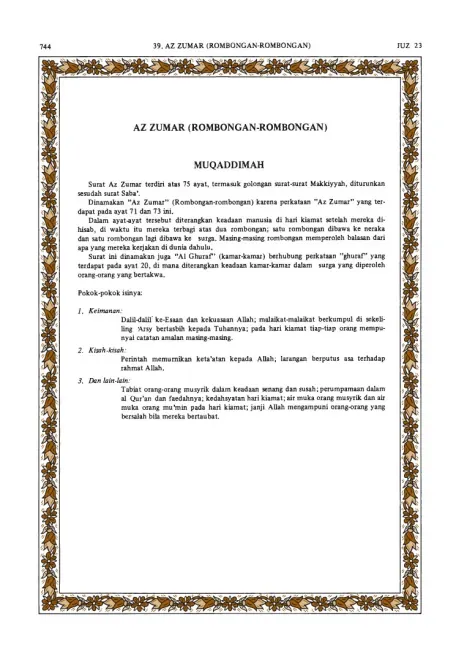 744 39. AZ ZUMAR (ROMBONGAN-ROMBONGAN) JUZ 23
AZ ZUMAR (ROMBONGAN-ROMBONGAN)
MUQADDIMAH
Surat Az Zumar terdiri atas 75 ayat, termasuk golongan surat-surat Makkiyyah, diturunkan
sesudah surat Saba'.
Dinamakan "Az Zumar" (Rombongan-rombongan) karena perkataan "Az Zumar" yang ter-
dapat pada ayat 71 dan 73 ini.
Dalam ayat-ayat tersebut diterangkan keadaan manusia di hari kiamat setelah mereka di-
hisab, di waktu itu mereka terbagi atas dua rombongan; satu rombongan dibawa ke neraka
dan satu rombongan lagi dibawa ke surga. Masing-masing rombongan memperoleh balasan dari
apa yang mereka kerjakan di dunia dahulu.
Surat ini dinamakan juga "Al Ghuraf" (kamar-kamar) berhubung perkataan "ghuraf" yang
terdapat pada ayat 20, di mana diterangkan keadaan kamar-kamar dalam surga yang diperoleh
orang-orang yang bertakwa.
Pokok-pokok isinya:
1. Keimanan:
Dalil-dalil ke-Esaan dan kekuasaan Allah; malaikat-malaikat berkumpul di sekeli-
ling 'Arsy bertasbih kepada Tuhannya; pada hari kiamat tiap-tiap orang mempu-
nyai catatan amalan masing-masing.
2. Kisah-kisah:
Perintah memurnikan keta'atan kepada Allah; larangan berputus asa terhadap
rahmat Allah.
3. Dan lain-lain:
Tabiat orang-orang musyrik dalam keadaan senang dan susah; perumpamaan dalam
al Qur'an dan faedahnya; kedahsyatan hari kiamat; air muka orang musyrik dan air
muka orang mu'min pada hari kiamat; janji Allah mengampuni orang-orang yang
bersalah bila mereka bertaubat.